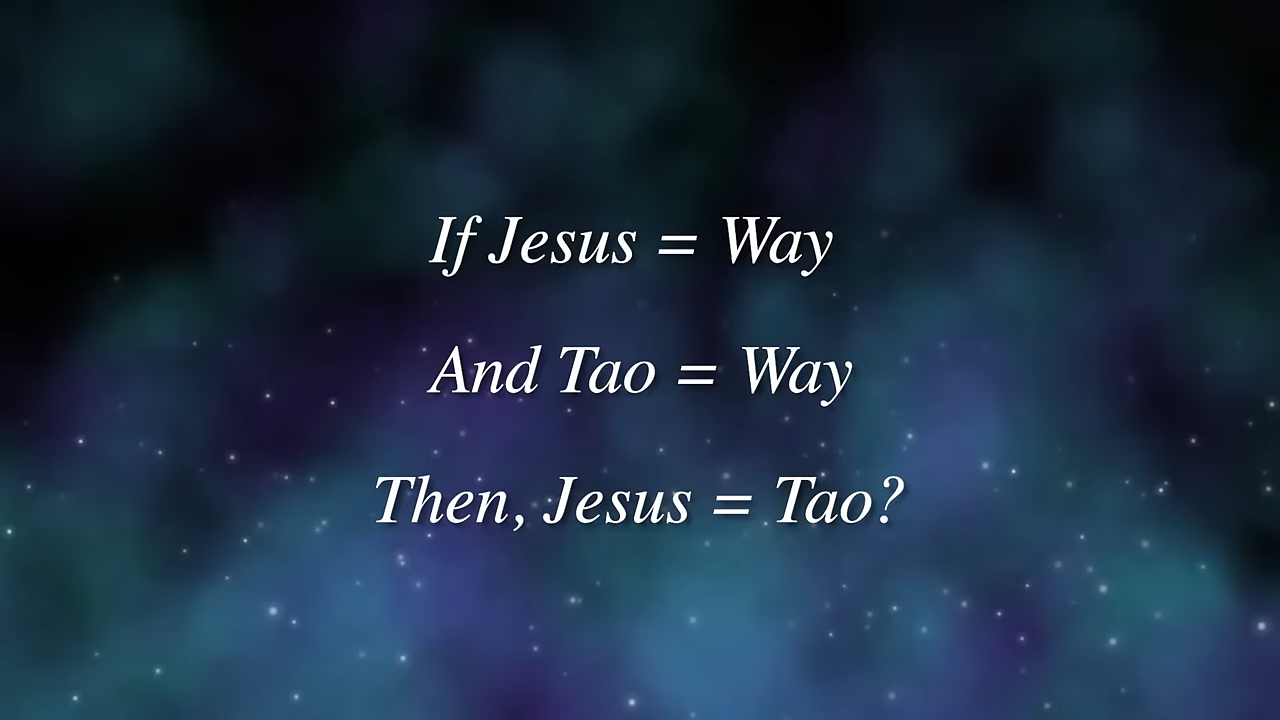 If Jesus = Way
And Tao = Way
Then, Jesus = Tao?